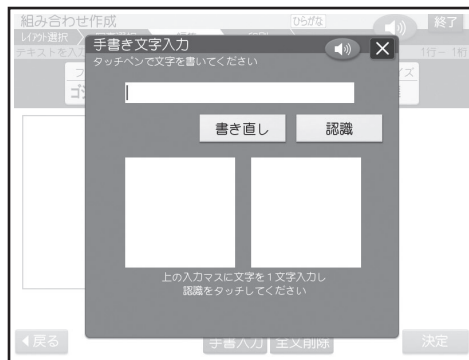 組み合わせ作成
ひらがな
終了
レイアウト選択
テキストを入
1行－ 1桁
手書き文字入力
タッチペンで文字を書いてください
書き直し
認識
上の入力マスに文字を1文字入力し
認識をタッチしてください
戻る
手書入力
全文削除
決定